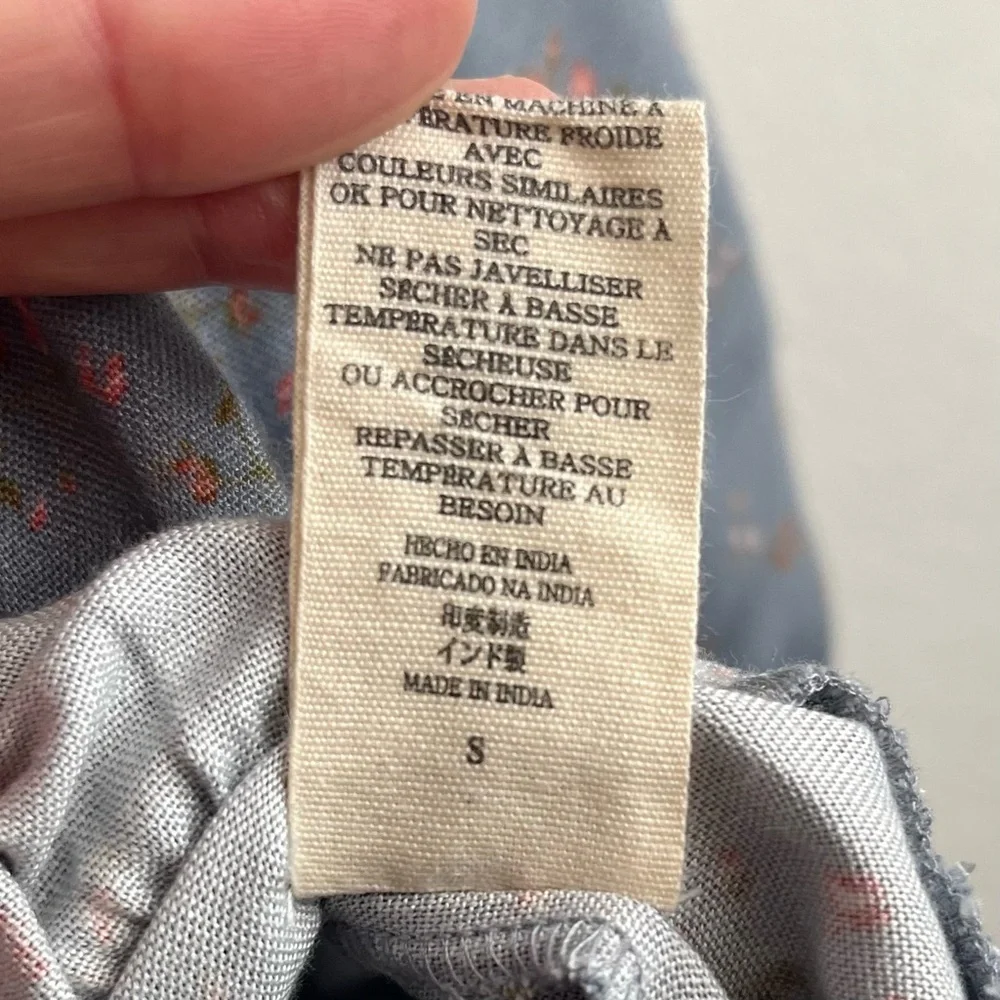 EN MACHINE A
ERATURE FROIDE
AVEC
COULEURS SIMILAIRES
OK POUR NETTOYAGE À
SEC
NE PAS JAVELLISER
SÉCHER À BASSE
TEMPÉRATURE DANS LE
SÉCHEUSE
OU ACCROCHER POUR
SÉCHER
REPASSER À BASSE
TEMPÉRATURE AU
BESOIN
HECHO EN INDIA
FABRICADO NA INDIA
印度制造
インド製
MADE IN INDIA
S